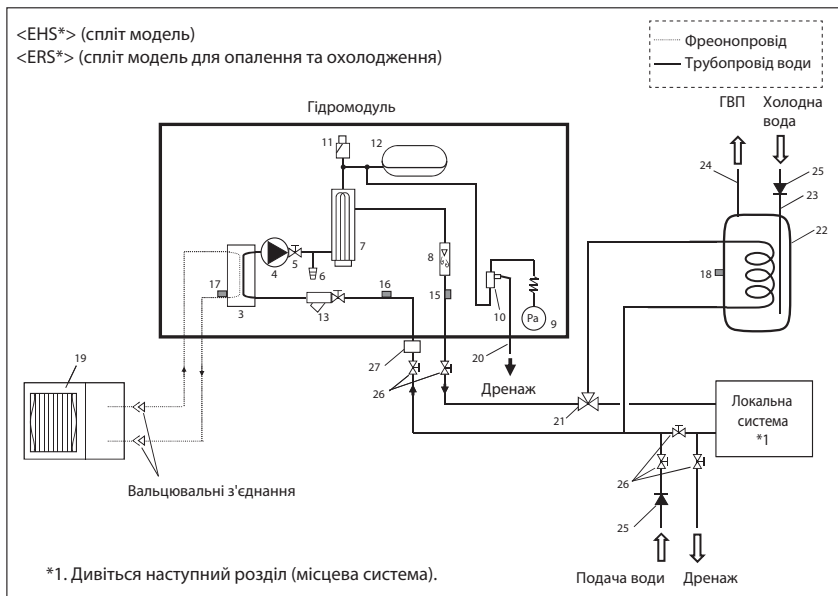 <EHS*> (спліт модель)
<ERS*> (спліт модель для опалення та охолодження)
Фреонопровід
Трубопровід води
Гідромодуль
ГВП
Холодна
вода
11
12
24
25
23
22
7
8
5
4
6
18
17
16
15
3
13
10
Pa
9
27
20
19
26
Дренаж
21
Локальна
система
*1
Вальцювальні з'єднання
26
25
*1. Дивіться наступний розділ (місцева система).
Подача води
Дренаж